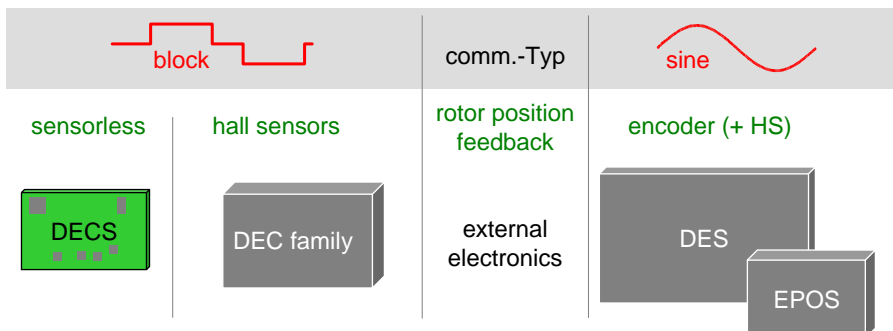 block
comm.-Typ
sine
sensorless
hall sensors
rotor position
feedback
encoder (+ HS)
DECS
DEC family
external
electronics
DES
EPOS